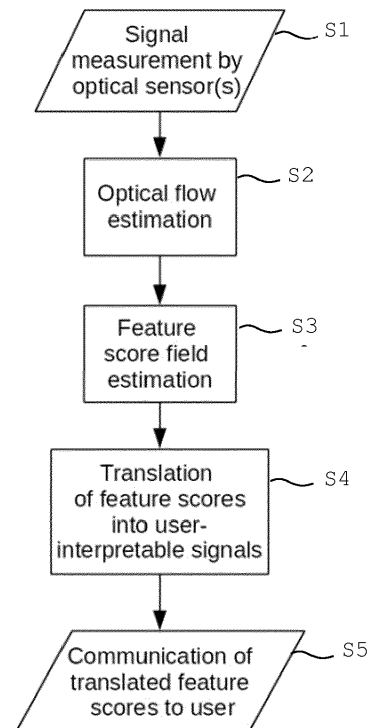 Signal
measurement by
optical sensor(s)
S1
Optical flow
estimation
S2
Feature
score field
estimation
S3
Translation
of feature scores
into user-
interpretable signals
S4
Communication of
translated feature
scores to user
S5